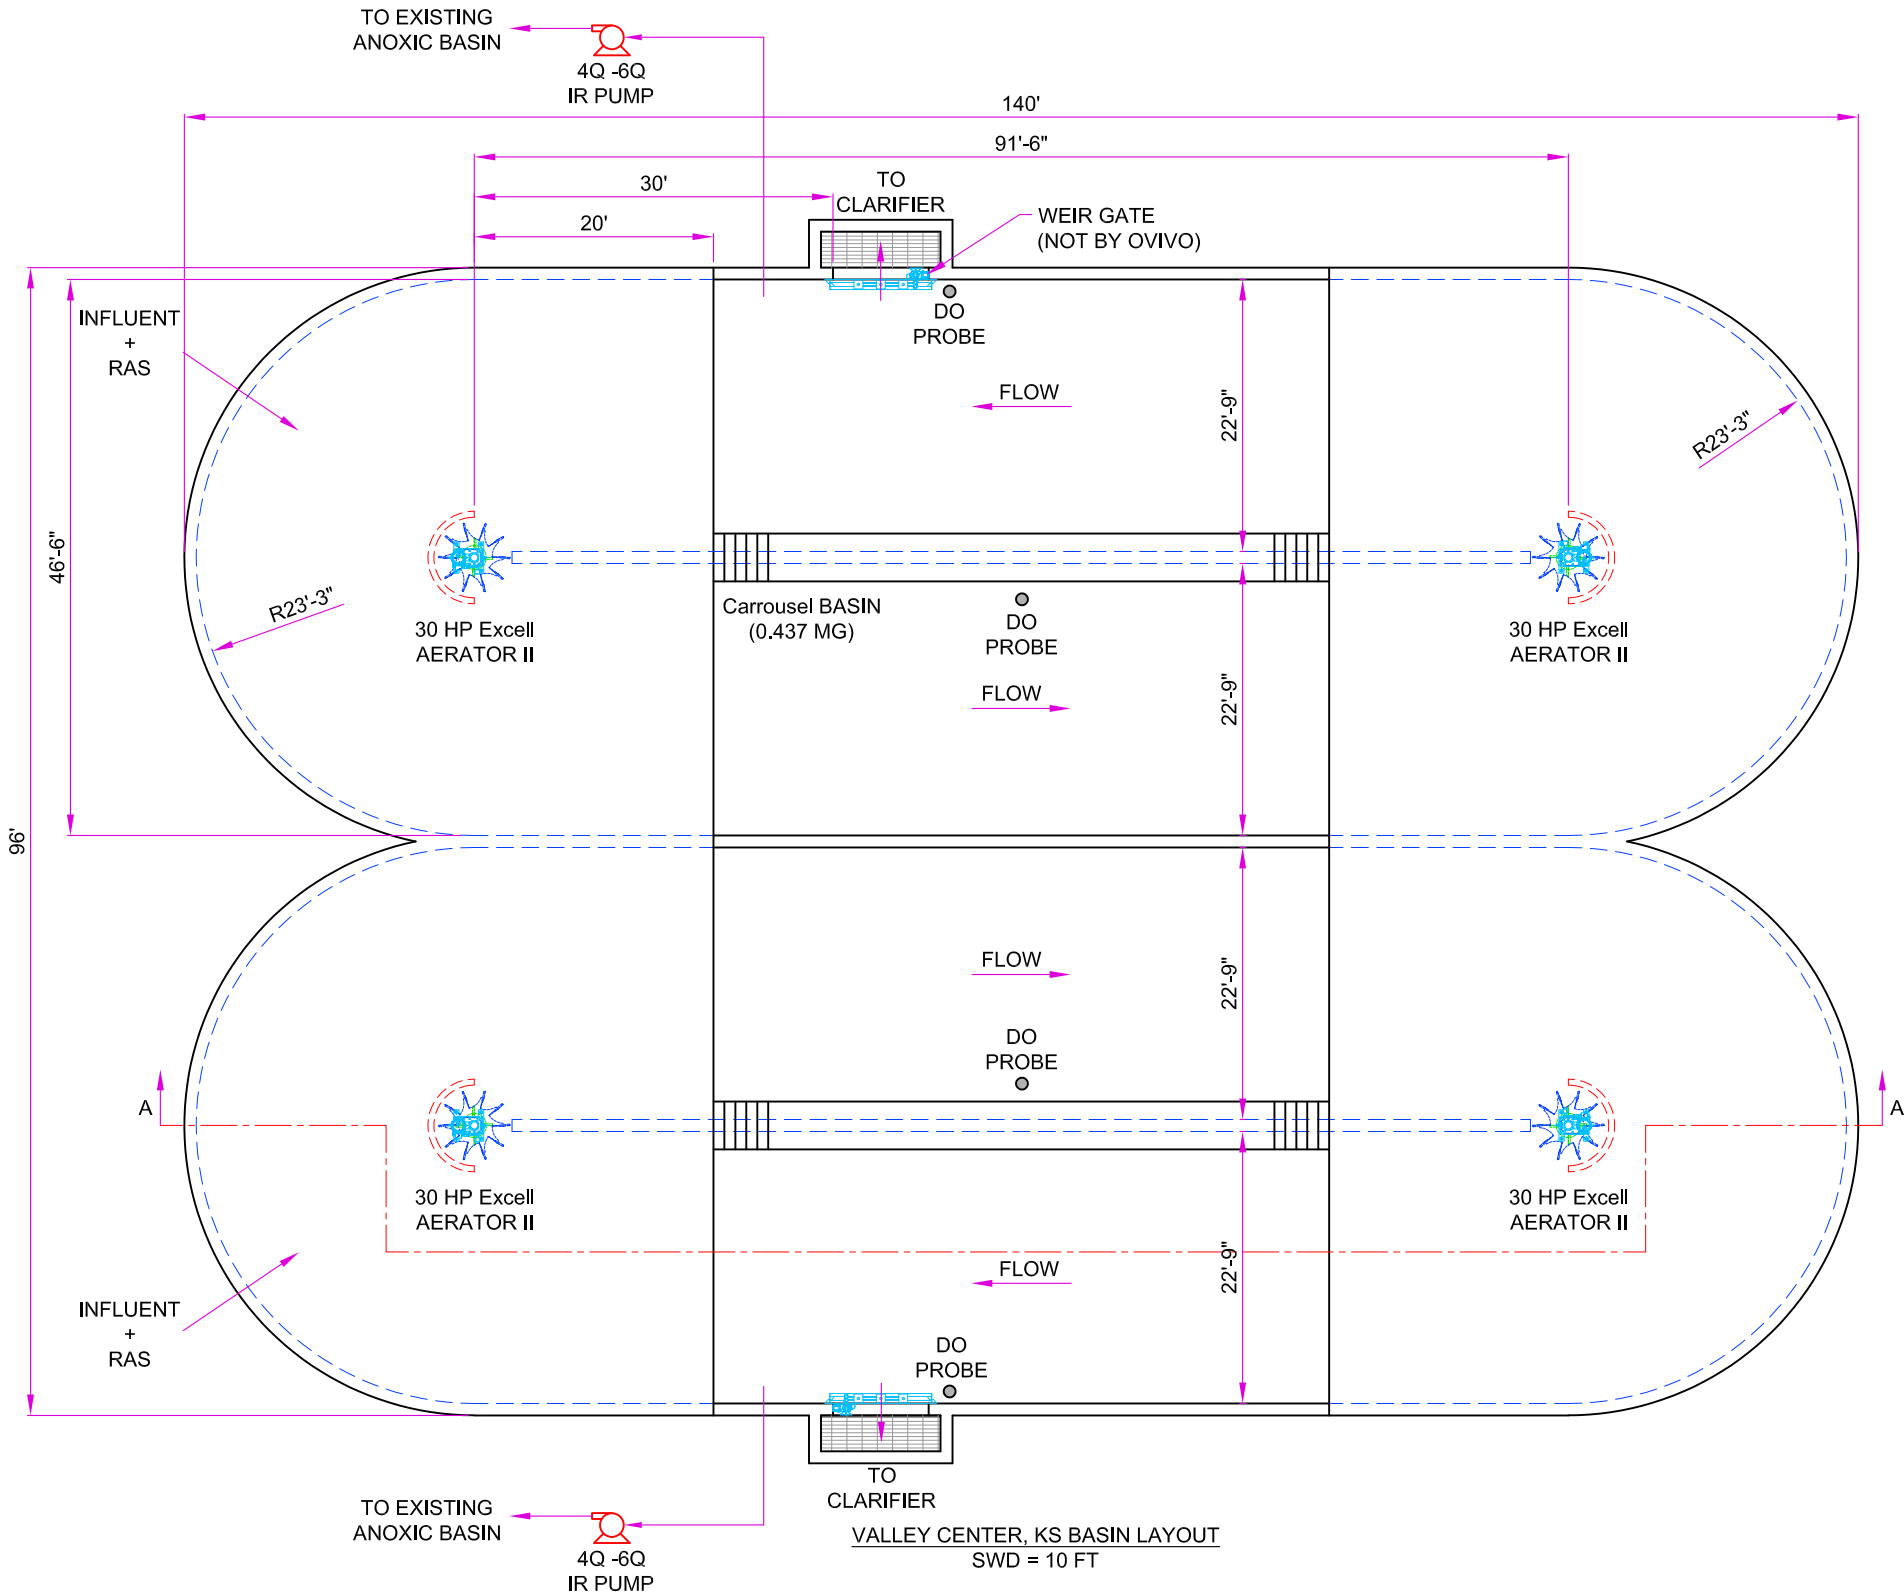 TO EXISTING
ANOXIC BASIN
4Q -6Q
IR PUMP
140'
91'-6"
30'
TO
CLARIFIER
20'
WEIR GATE
(NOT BY OVIVO)
INFLUENT
+
RAS
DO
PROBE
FLOW
22'-9"
R23'-3"
46'-6"
R23'-3"
Carrousel BASIN
(0.437 MG)
DO
PROBE
30 HP Excell
AERATOR II
30 HP Excell
AERATOR II
FLOW
22'-9"
96'
FLOW
22'-9"
DO
PROBE
A
A
30 HP Excell
AERATOR II
30 HP Excell
AERATOR II
FLOW
22'-9"
INFLUENT
+
RAS
DO
PROBE
TO
CLARIFIER
TO EXISTING
ANOXIC BASIN
4Q -6Q
IR PUMP
VALLEY CENTER, KS BASIN LAYOUT
SWD = 10 FT